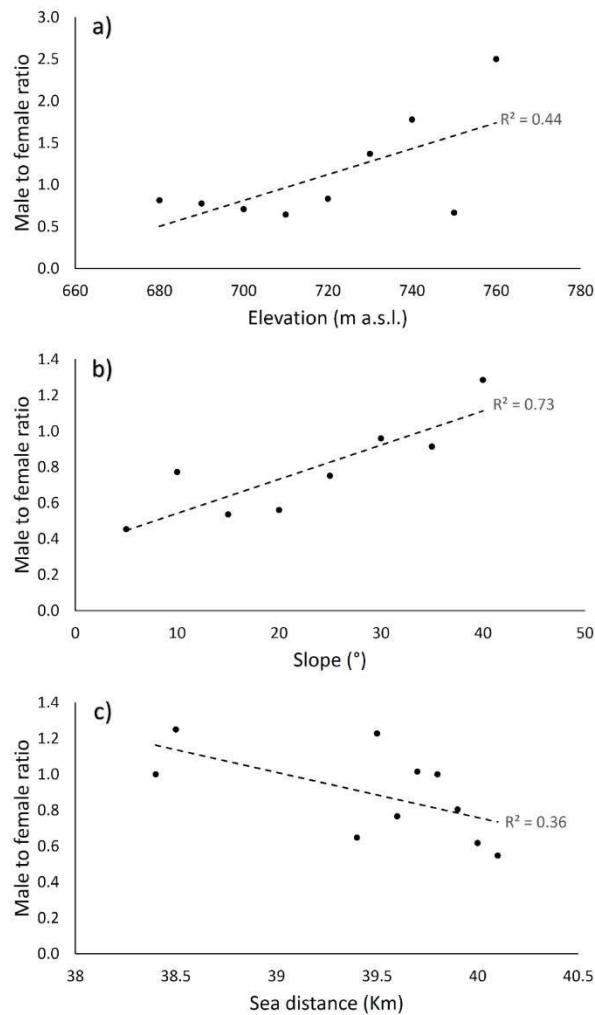 a)
3.0
2.5
2.0
1.5
1.0
0.5
0.0
Male to female ratio
R² = 0.44
660 680 700 720 740 760 780
Elevation (m a.s.l.)
b)
1.4
1.2
1.0
0.8
0.6
0.4
0.2
0.0
Male to female ratio
R² = 0.73
0 10 20 30 40 50
Slope (°)
c)
1.4
1.2
1.0
0.8
0.6
0.4
0.2
0.0
Male to female ratio
R² = 0.36
38 38.5 39 39.5 40 40.5
Sea distance (Km)